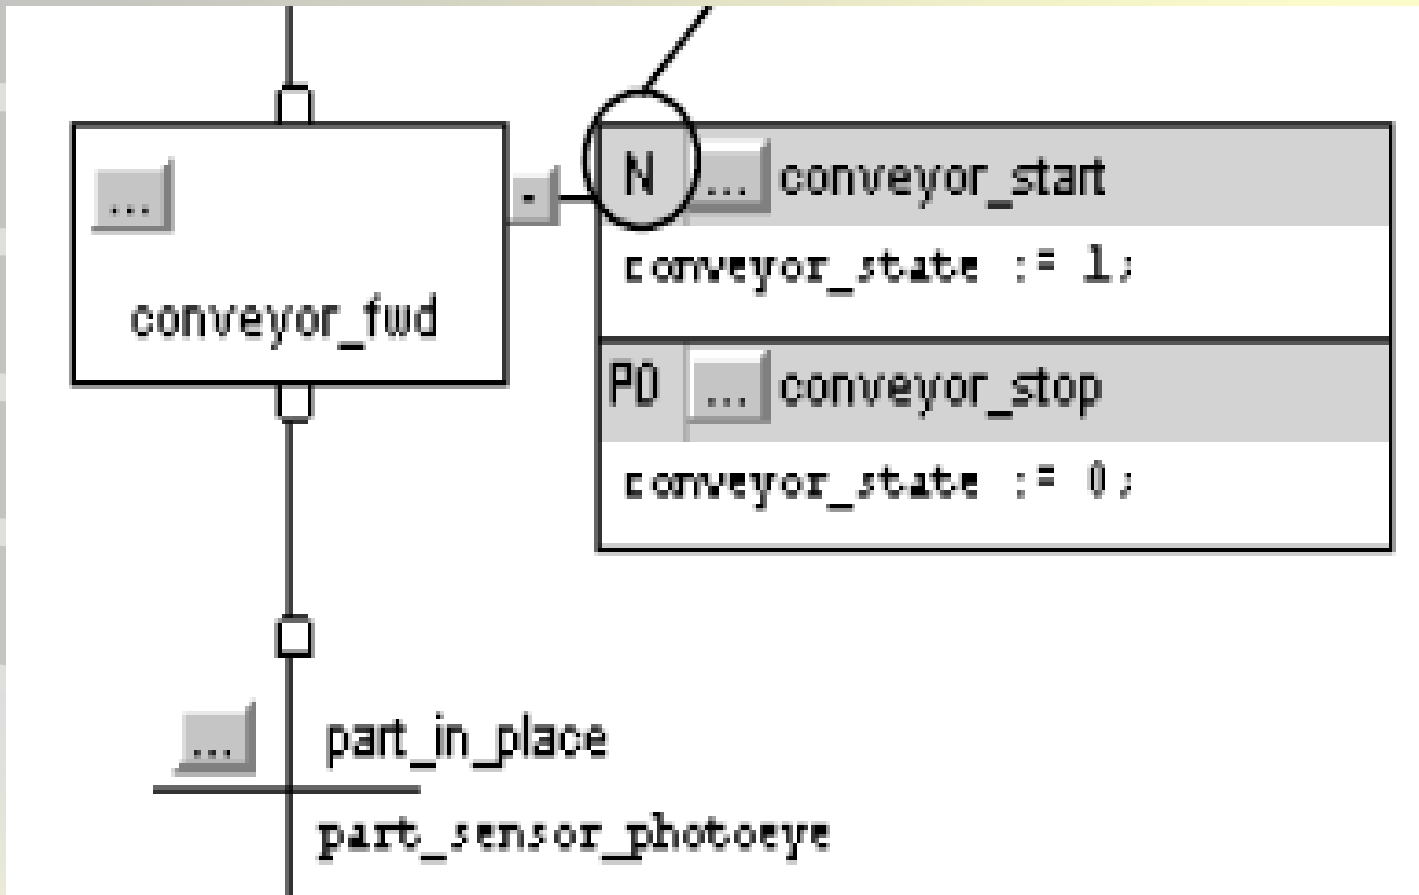 N ... conveyor_start
conveyor_state := 1;
...
conveyor_fwd
P0 ... conveyor_stop
conveyor_state := 0;
... part_in_place
part_sensor_photoeye